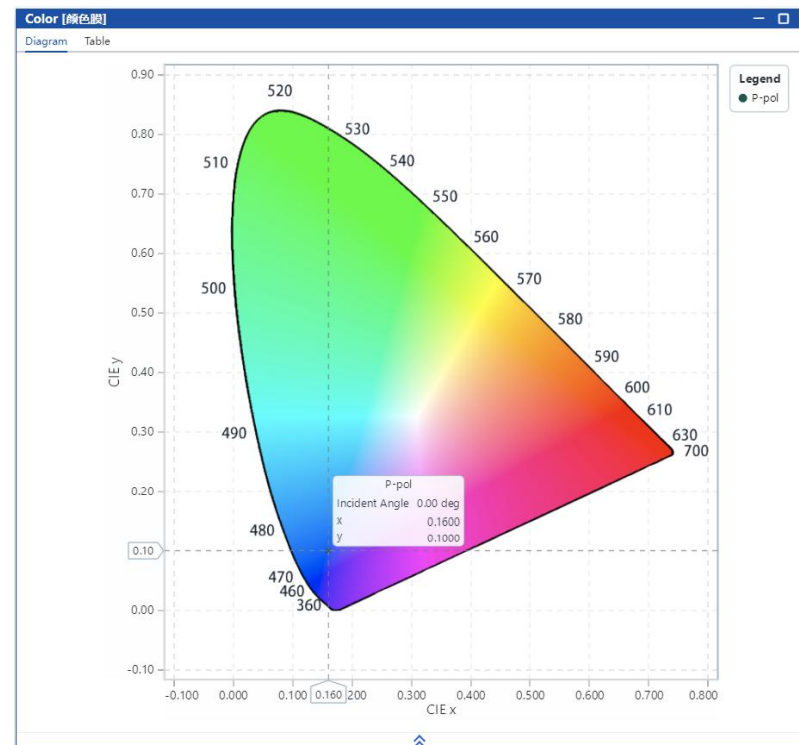 Color [颜色膜]
Diagram Table
Legend
P-pol
0.90
0.80
0.70
0.60
0.50
0.40
0.30
0.20
0.10
0.00
-0.10
CIE y
520
530
510
540
550
560
500
570
580
590
600
610
490
630
700
480
470
460
360
P-pol
Incident Angle 0.00 deg
x 0.1600
y 0.1000
-0.100 0.000 0.100 0.160 200 0.300 0.400 0.500 0.600 0.700 0.800
CIE x